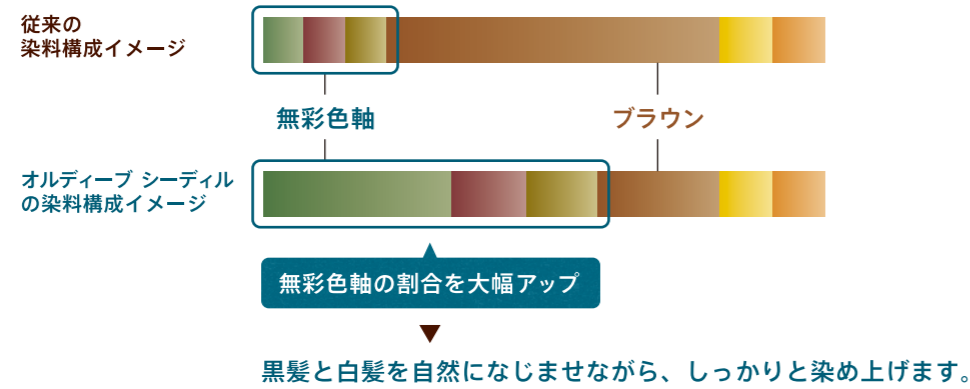 従来の
染料構成イメージ
無彩色軸
ブラウン
オルディーブ シーディル
の染料構成イメージ
無彩色軸の割合を大幅アップ
黒髪と白髪を自然になじませながら、しっかりと染め上げます。